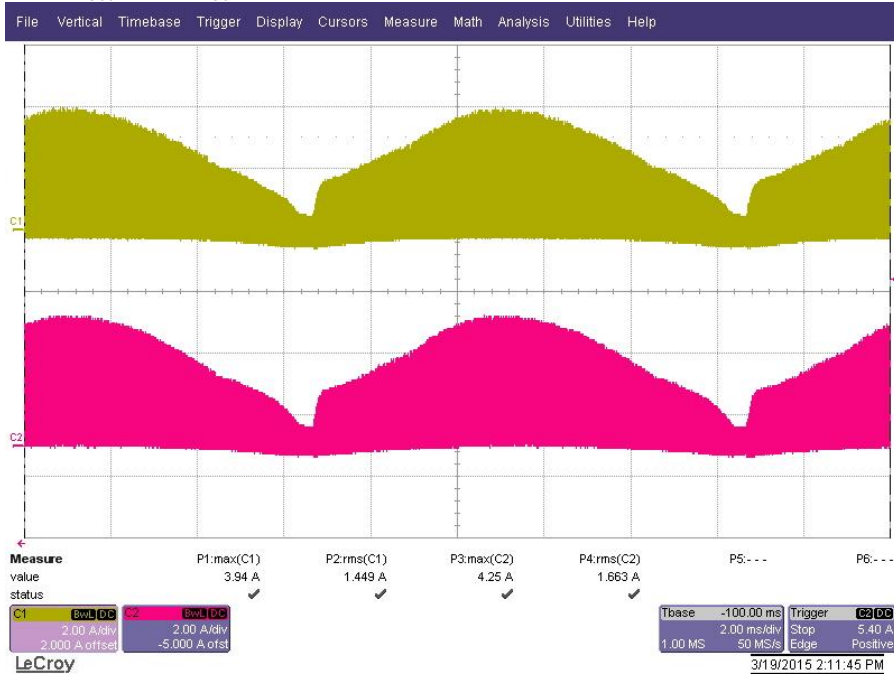 File Vertical Timebase Trigger Display Cursors Measure Math Analysis Utilities Help
C1
C2
Measure P1:max(C1) P2:rms(C1) P3:max(C2) P4:rms(C2) P5:- - - P6:- - -
value 3.94 A 1.449 A 4.25 A 1.663 A
status ✓ ✓ ✓ ✓
C1 BwL DC C2 BwL DC Tbase -100.00 ms Trigger C2 DC
2.00 A/div 2.00 A/div 2.00 ms/div Stop 5.40 A
2.000 A offset -5.000 A ofst 1.00 MS 50 MS/s Edge Positive
LeCroy 3/19/2015 2:11:45 PM